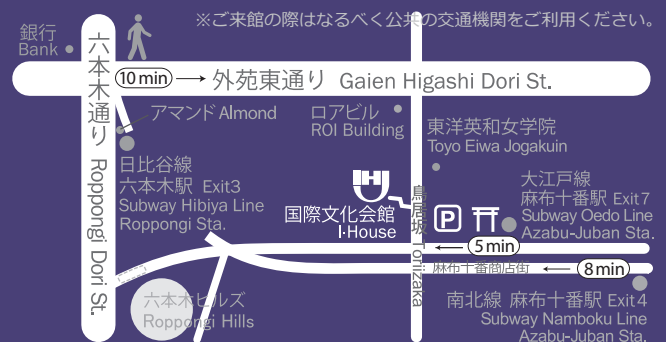 ※ご来館の際はなるべく公共の交通機関をご利用ください。
銀行
Bank
六本木通り Roppongi Dori St.
10 min
外苑東通り Gaien Higashi Dori St.
アマンド Almond
ロアビル
ROI Building
東洋英和女学院
Toyo Eiwa Jogakuin
日比谷線
六本木駅 Exit3
Subway Hibiya Line
Roppongi Sta.
国際文化会館
I-House
鳥居坂 Toriizaka
P
大江戸線
麻布十番駅 Exit7
Subway Oedo Line
Azabu-Juban Sta.
5 min
麻布十番商店街
8 min
六本木ヒルズ
Roppongi Hills
南北線 麻布十番駅 Exit4
Subway Namboku Line
Azabu-Juban Sta.